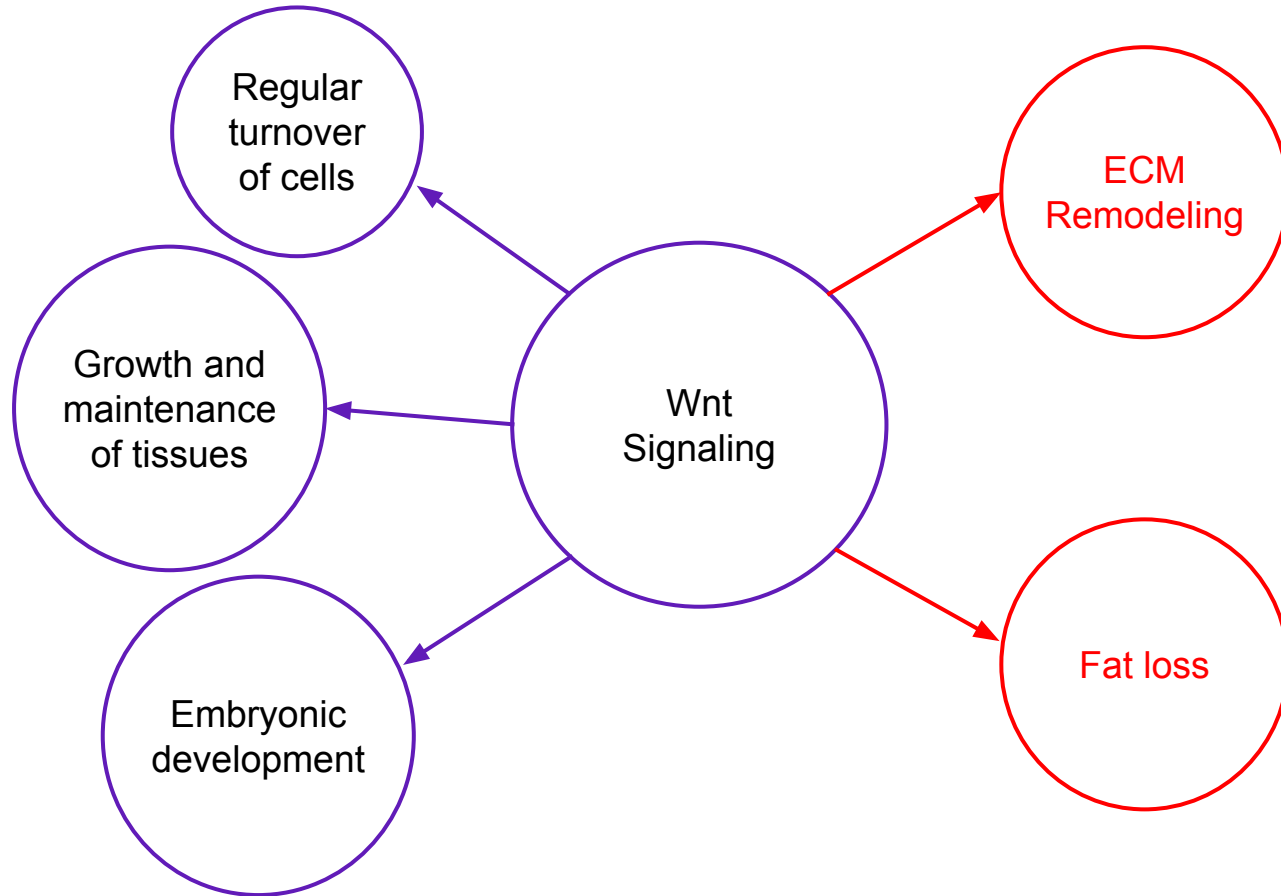 Regular
turnover
of cells
Growth and
maintenance
of tissues
Embryonic
development
Wnt
Signaling
ECM
Remodeling
Fat loss